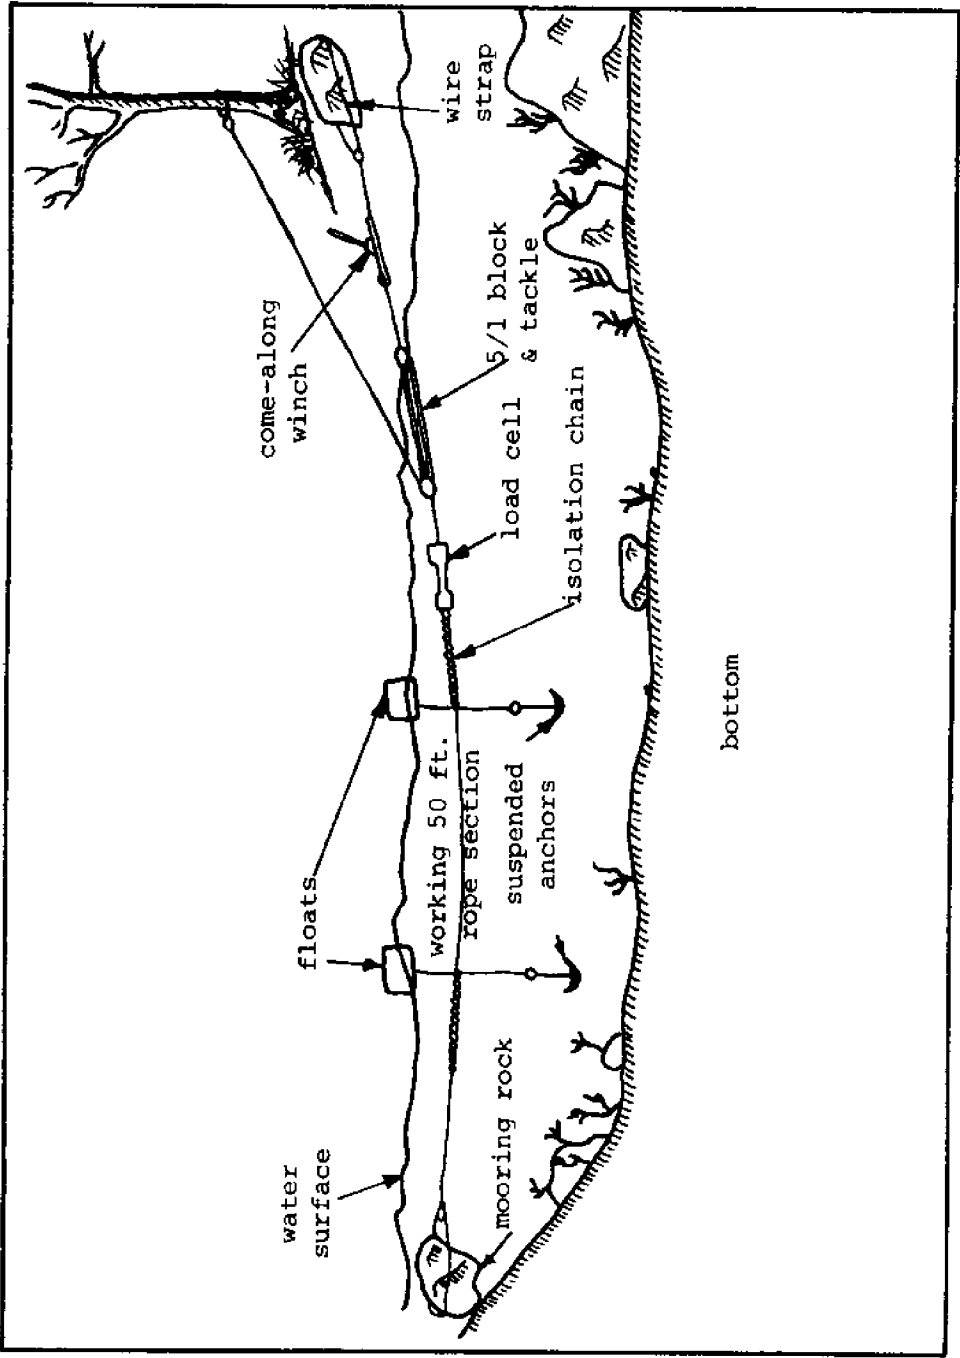 water
surface
floats
come-along
winch
wire
strap
5/1 block
& tackle
load cell
isolation chain
working 50 ft.
rope section
suspended
anchors
mooring rock
bottom